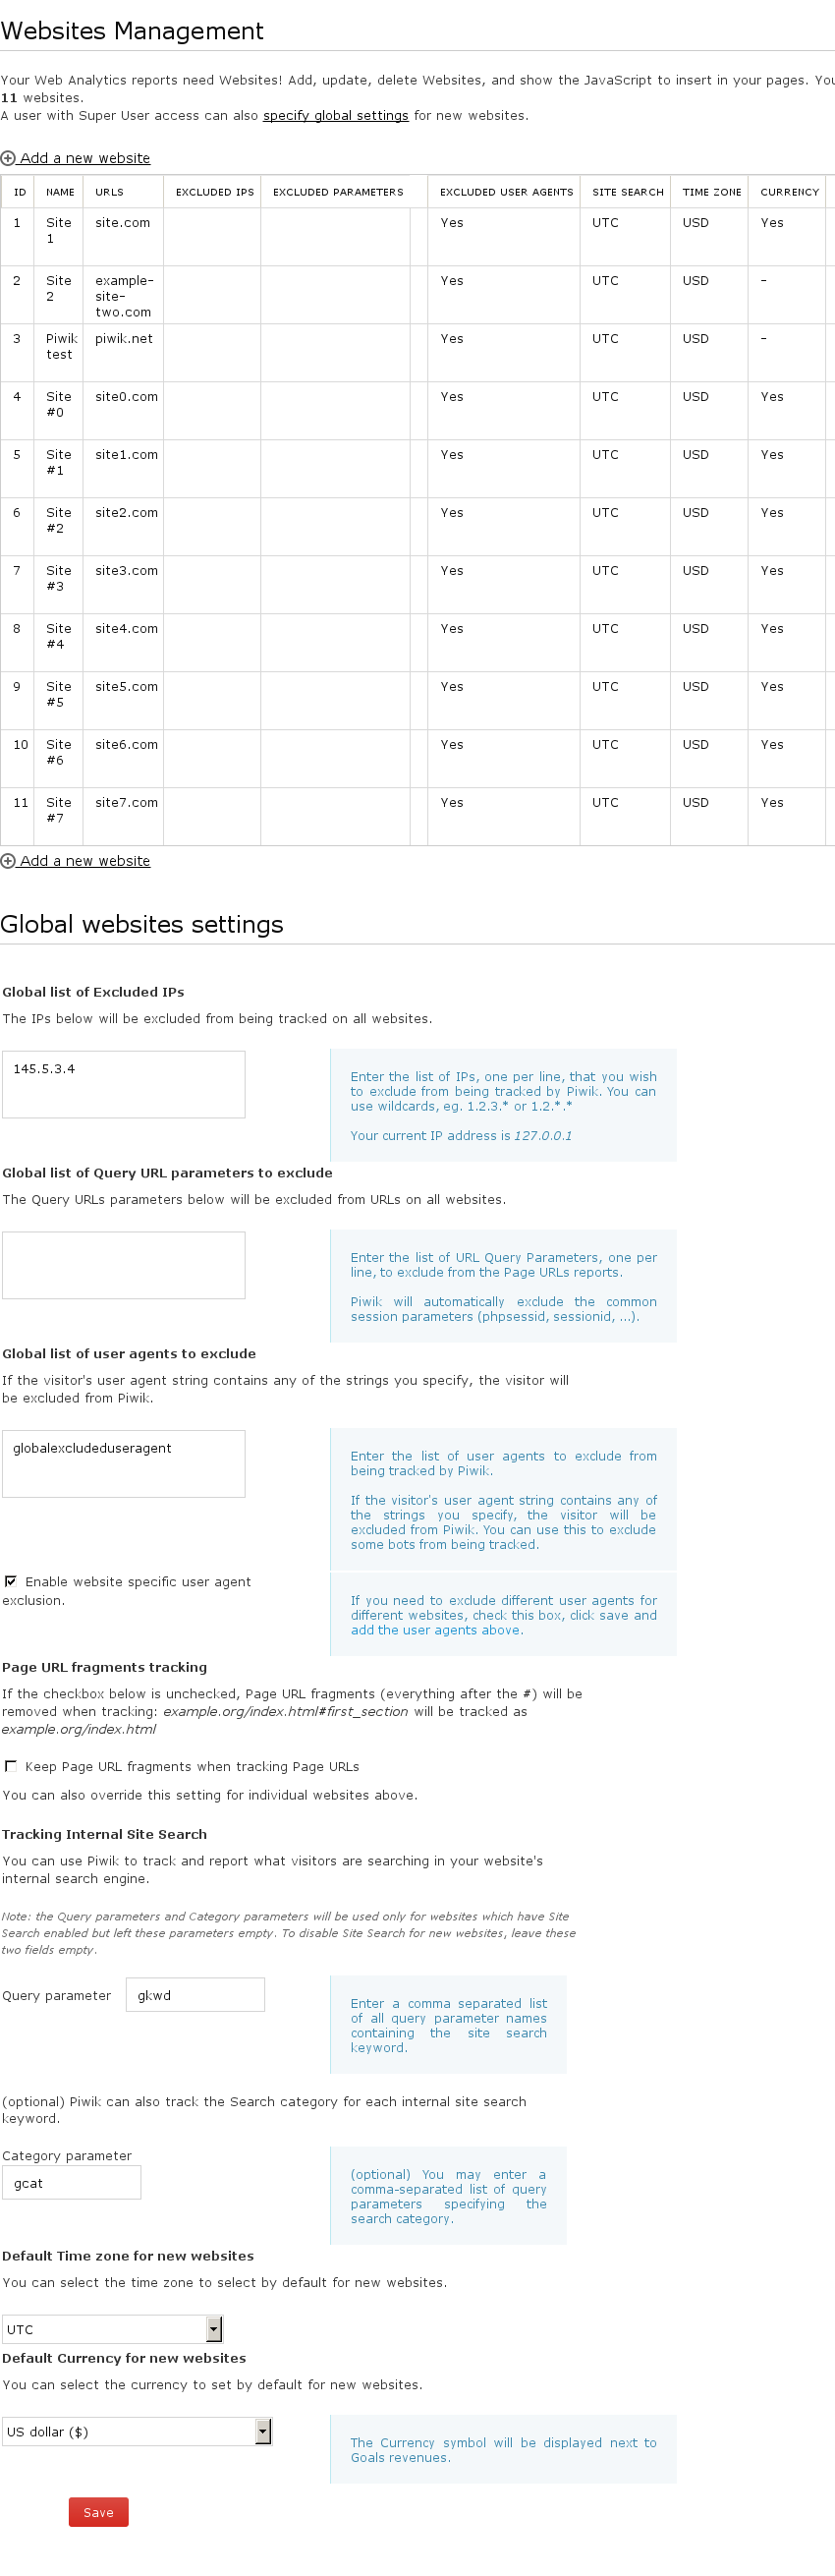 Websites Management
Your Web Analytics reports need Websites! Add, update, delete Websites, and show the JavaScript to insert in your pages.
11 websites.
A user with Super User access can also specify global settings for new websites.
Add a new website
ID NAME URLS EXCLUDED IPS EXCLUDED PARAMETERS EXCLUDED USER AGENTS SITE SEARCH TIME ZONE CURRENCY
1 Site site.com Yes UTC USD Yes
1
2 Site example- Yes UTC USD -
2 site-
two.com
3 Piwik piwik.net Yes UTC USD -
test
4 Site site0.com Yes UTC USD Yes
#0
5 Site site1.com Yes UTC USD Yes
#1
6 Site site2.com Yes UTC USD Yes
#2
7 Site site3.com Yes UTC USD Yes
#3
8 Site site4.com Yes UTC USD Yes
#4
9 Site site5.com Yes UTC USD Yes
#5
10 Site site6.com Yes UTC USD Yes
#6
11 Site site7.com Yes UTC USD Yes
#7
Add a new website
Global websites settings
Global list of Excluded IPs
The IPs below will be excluded from being tracked on all websites.
145.5.3.4
Enter the list of IPs, one per line, that you wish
to exclude from being tracked by Piwik. You can
use wildcards, eg. 1.2.3.* or 1.2.*.*
Your current IP address is 127.0.0.1
Global list of Query URL parameters to exclude
The Query URLs parameters below will be excluded from URLs on all websites.
Enter the list of URL Query Parameters, one per
line, to exclude from the Page URLs reports.
Piwik will automatically exclude the common
session parameters (phpsessid, sessionid, ...).
Global list of user agents to exclude
If the visitor's user agent string contains any of the strings you specify, the visitor will
be excluded from Piwik.
globalexcludeduseragent
Enter the list of user agents to exclude from
being tracked by Piwik.
If the visitor's user agent string contains any of
the strings you specify, the visitor will be
excluded from Piwik. You can use this to exclude
some bots from being tracked.
Enable website specific user agent
exclusion.
If you need to exclude different user agents for
different websites, check this box, click save and
add the user agents above.
Page URL fragments tracking
If the checkbox below is unchecked, Page URL fragments (everything after the #) will be
removed when tracking: example.org/index.html#first_section will be tracked as
example.org/index.html
Keep Page URL fragments when tracking Page URLs
You can also override this setting for individual websites above.
Tracking Internal Site Search
You can use Piwik to track and report what visitors are searching in your website's
internal search engine.
Note: the Query parameters and Category parameters will be used only for websites which have Site
Search enabled but left these parameters empty. To disable Site Search for new websites, leave these
two fields empty.
Query parameter gkwd
Enter a comma separated list
of all query parameter names
containing the site search
keyword.
(optional) Piwik can also track the Search category for each internal site search
keyword.
Category parameter
gcat
(optional) You may enter a
comma-separated list of query
parameters specifying the
search category.
Default Time zone for new websites
You can select the time zone to select by default for new websites.
UTC
Default Currency for new websites
You can select the currency to set by default for new websites.
US dollar ($)
The Currency symbol will be displayed next to
Goals revenues.
Save